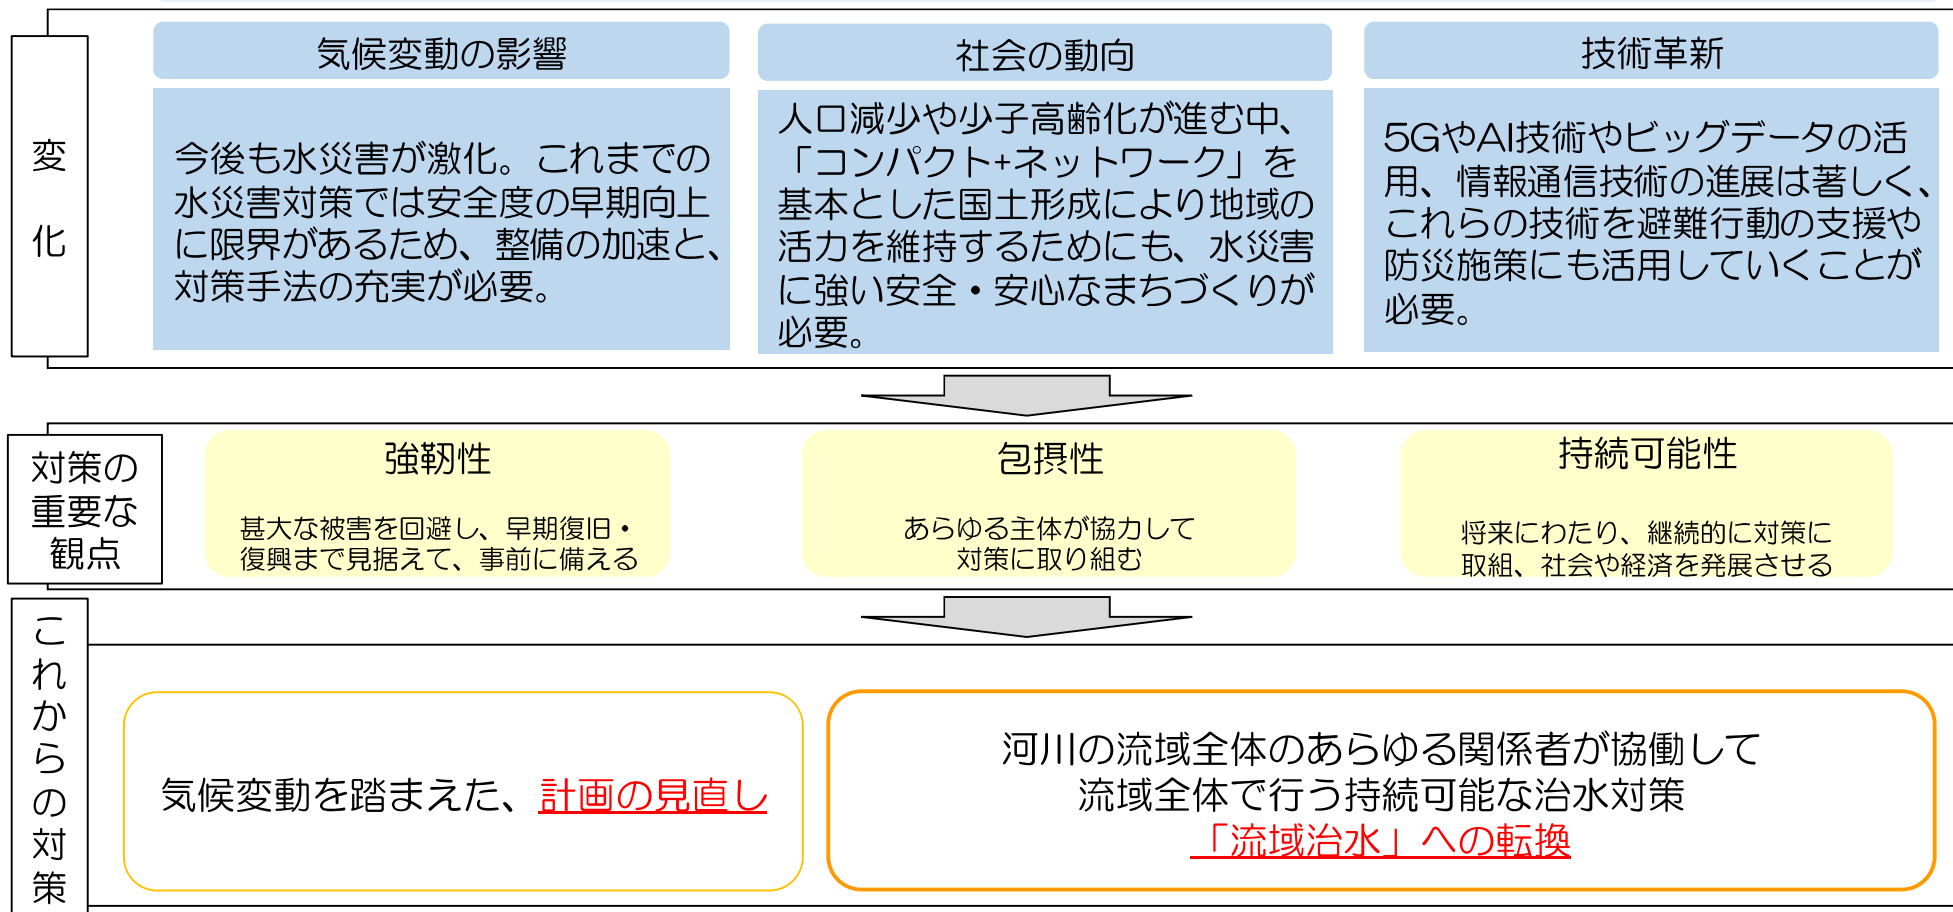 変化
気候変動の影響
今後も水災害が激化。これまでの
水災害対策では安全度の早期向上
に限界があるため、整備の加速と、
対策手法の充実が必要。
社会の動向
人口減少や少子高齢化が進む中、
「コンパクト+ネットワーク」を
基本とした国土形成により地域の
活力を維持するためにも、水災害
に強い安全・安心なまちづくりが
必要。
技術革新
5GやAI技術やビッグデータの活
用、情報通信技術の進展は著しく、
これらの技術を避難行動の支援や
防災施策にも活用していくことが
必要。
対策の
重要な
観点
強靭性
甚大な被害を回避し、早期復旧・
復興まで見据えて、事前に備える
包摂性
あらゆる主体が協力して
対策に取り組む
持続可能性
将来にわたり、継続的に対策に
取組、社会や経済を発展させる
これからの対策
気候変動を踏まえた、計画の見直し
河川の流域全体のあらゆる関係者が協働して
流域全体で行う持続可能な治水対策
「流域治水」への転換